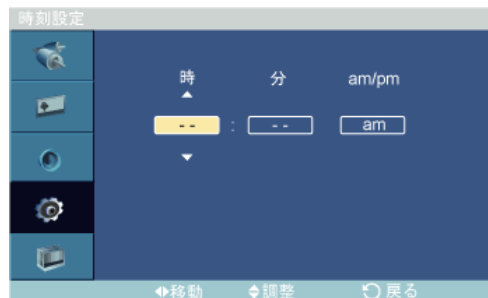 時刻設定
時 分 am/pm
-- : -- am
移動 調整 戻る